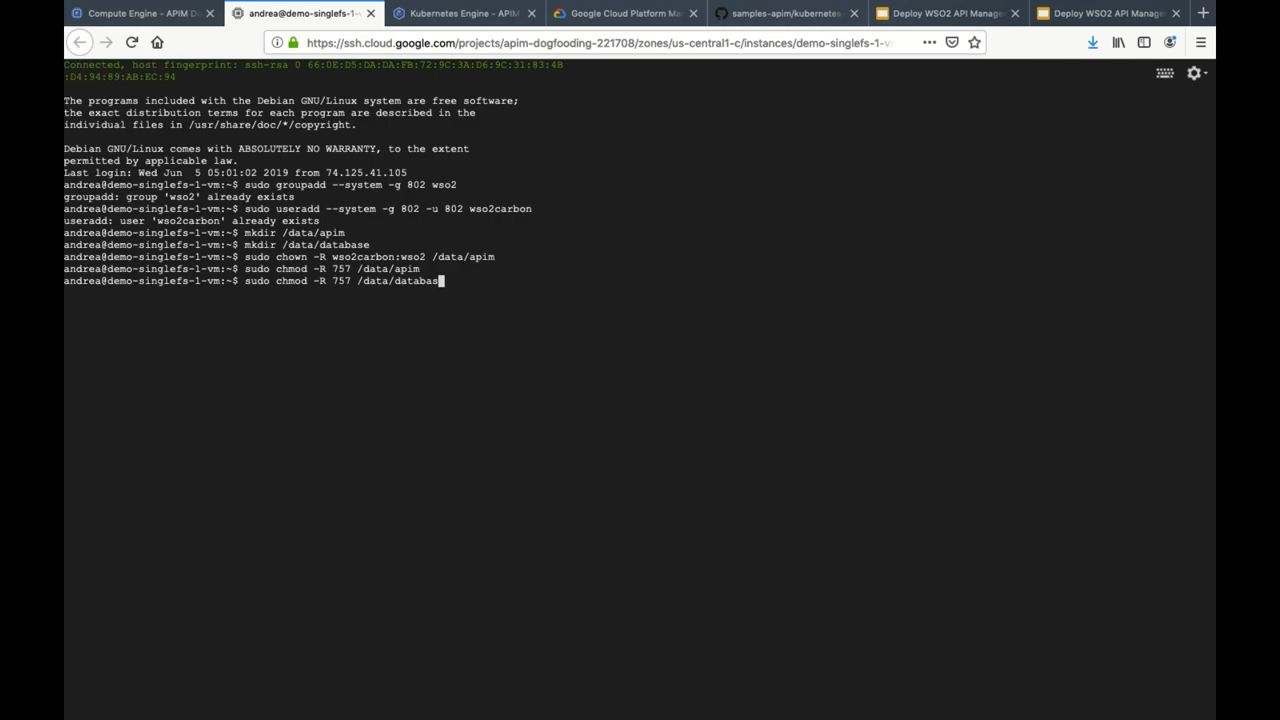 Compute Engine - APIM D
andrea@demo-singlefs-1-v
Kubernetes Engine - APIM
Google Cloud Platform Ma
samples-apim/kubernetes
Deploy WSO2 API Manage
Deploy WSO2 API Manage
https://ssh.cloud.google.com/projects/apim-dogfooding-221708/zones/us-central1-c/instances/demo-singlefs-1-v
Connected, host fingerprint: ssh-rsa 0 66:0E:D5:DA:DA:FB:72:9C:3A:D6:9C:31:83:4B
:D4:94:89:AB:EC:94
The programs included with the Debian GNU/Linux system are free software;
the exact distribution terms for each program are described in the
individual files in /usr/share/doc/*/copyright.
Debian GNU/Linux comes with ABSOLUTELY NO WARRANTY, to the extent
permitted by applicable law.
Last login: Wed Jun  5 05:01:02 2019 from 74.125.41.105
andrea@demo-singlefs-1-vm:~$ sudo groupadd --system -g 802 wso2
groupadd: group 'wso2' already exists
andrea@demo-singlefs-1-vm:~$ sudo useradd --system -g 802 -u 802 wso2carbon
useradd: user 'wso2carbon' already exists
andrea@demo-singlefs-1-vm:~$ mkdir /data/apim
andrea@demo-singlefs-1-vm:~$ mkdir /data/database
andrea@demo-singlefs-1-vm:~$ sudo chown -R wso2carbon:wso2 /data/apim
andrea@demo-singlefs-1-vm:~$ sudo chmod -R 757 /data/apim
andrea@demo-singlefs-1-vm:~$ sudo chmod -R 757 /data/databas